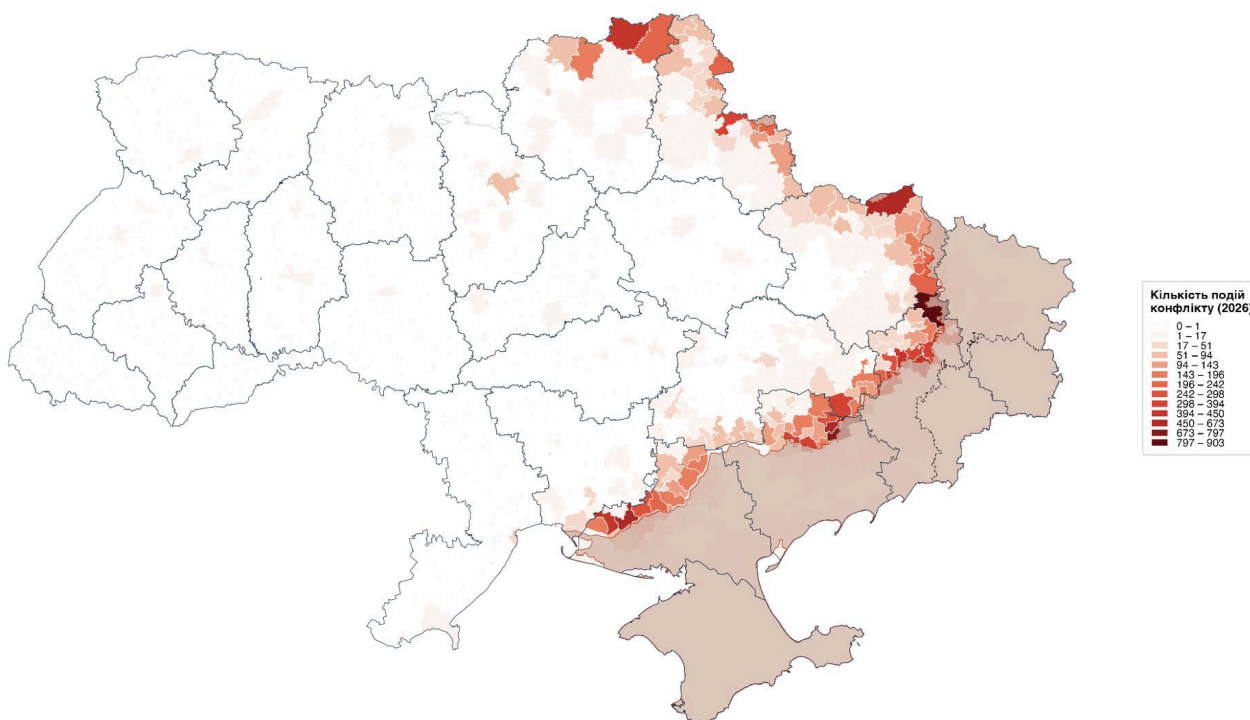 Кількість подій
конфлікту (2026)
0 – 1
1 – 17
17 – 51
51 – 94
94 – 143
143 – 196
196 – 242
242 – 298
298 – 394
394 – 450
450 – 673
673 – 797
797 – 903